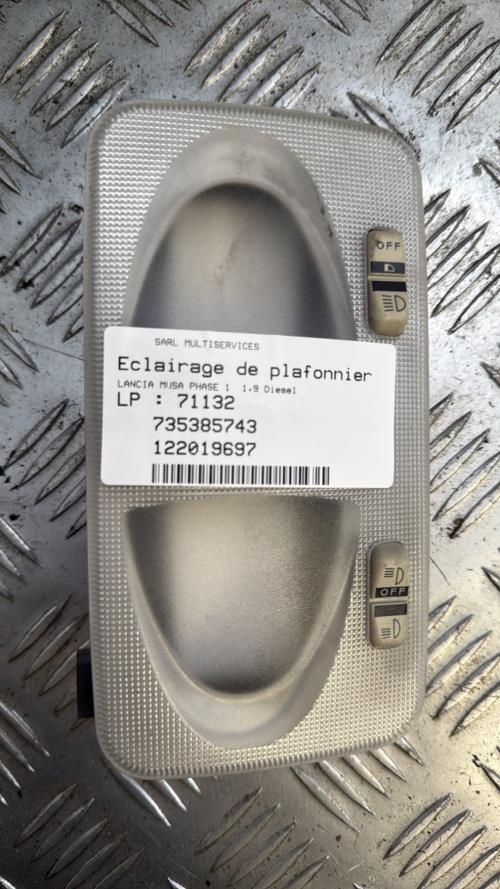 OFF
SARL MULTISERVICES
Eclairage de plafonnier
LANCIA MUSA PHASE 1 1.9 Diesel
LP : 71132
735385743
122019697
OFF